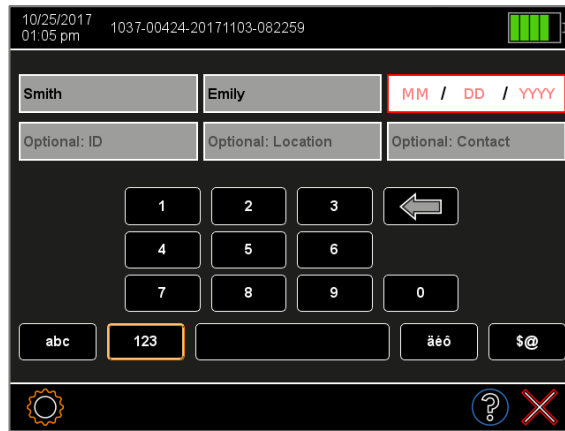 10/25/2017
01:05 pm
1037-00424-20171103-082259
Smith
Emily
MM / DD / YYYY
Optional: ID
Optional: Location
Optional: Contact
1 2 3
4 5 6
7 8 9 0
abc 123 äéô $@
?